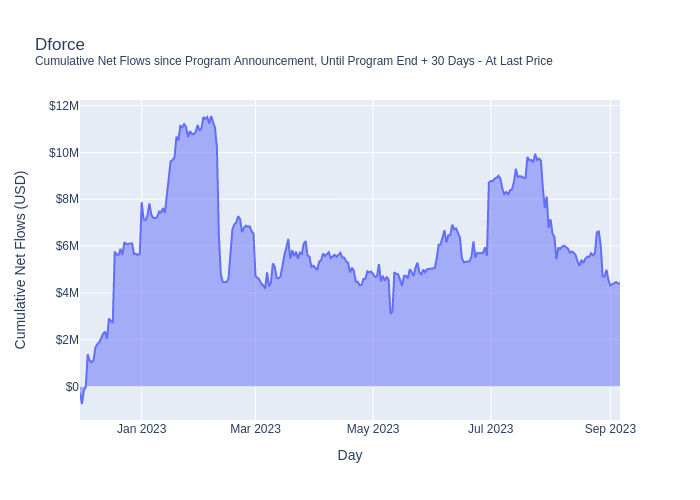 Dforce
Cumulative Net Flows since Program Announcement, Until Program End + 30 Days - At Last Price
Cumulative Net Flows (USD)
$12M
$10M
$8M
$6M
$4M
$2M
$0
Jan 2023
Mar 2023
May 2023
Jul 2023
Sep 2023
Day